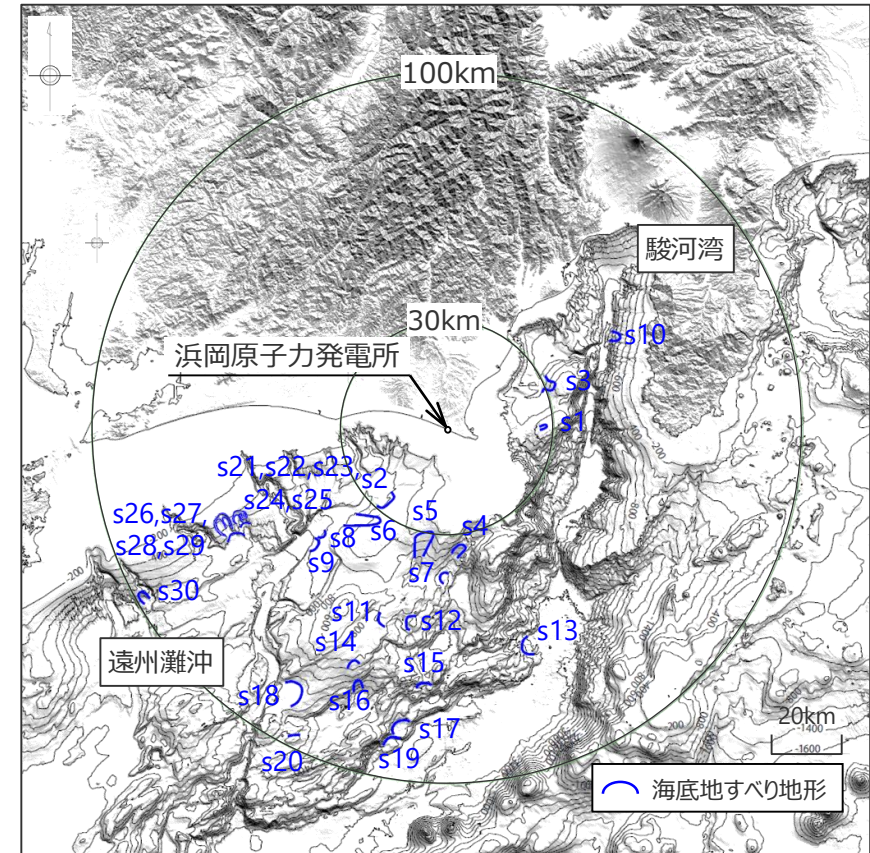 100km
駿河湾
30km
浜岡原子力発電所
s10
s3
s1
s21,s22,s23,
s2
s24,s25
s26,s27,
s28,s29
s5
s4
s8
s6
s9
s7
s30
s11
s12
s13
s14
s15
遠州灘沖
s18
s16
s17
s19
s20
20km
-1400
-1600
海底地すべり地形